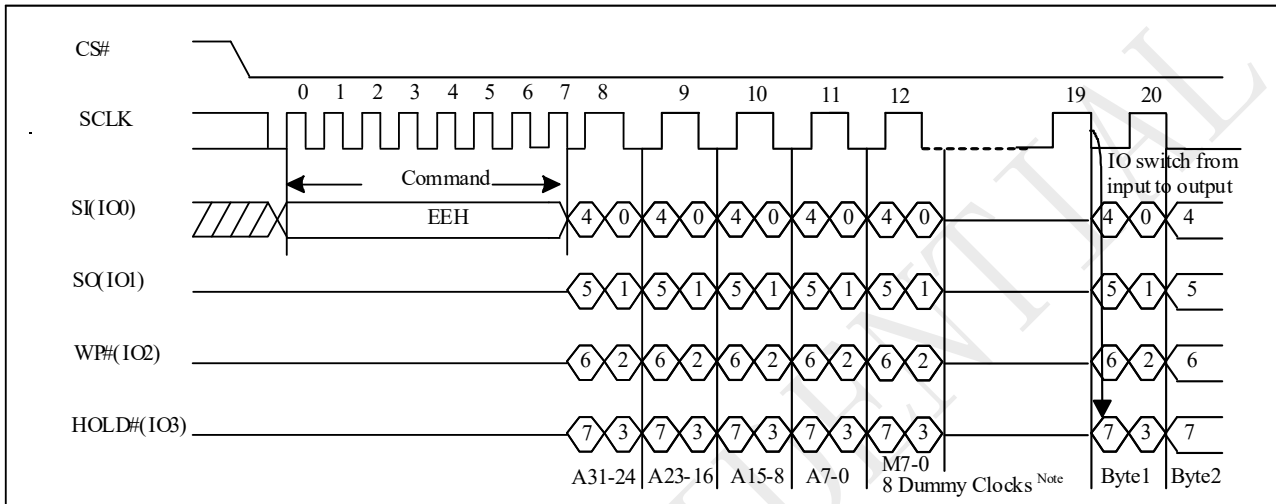 CS#
0 1 2 3 4 5 6 7 8 9 10 11 12 19 20
SCLK
IO switch from
input to output
Command
SI(IO0) EEH 4 0 4 0 4 0 4 0 4 0 4 0 4
SO(IO1) 5 1 5 1 5 1 5 1 5 1 5 1 5
WP#(IO2) 6 2 6 2 6 2 6 2 6 2 6 2 6
HOLD#(IO3) 7 3 7 3 7 3 7 3 7 3 7 3 7
A31-24 A23-16 A15-8 A7-0 M7-0 Byte1 Byte2
8 Dummy Clocks Note
DENTIAL